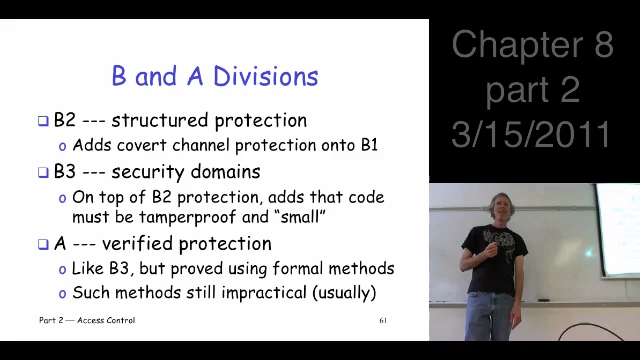 B and A Divisions
❑ B2 --- structured protection
o Adds covert channel protection onto B1
❑ B3 --- security domains
o On top of B2 protection, adds that code
must be tamperproof and “small”
❑ A --- verified protection
o Like B3, but proved using formal methods
o Such methods still impractical (usually)
Part 2 — Access Control
61
Chapter 8
part 2
3/15/2011